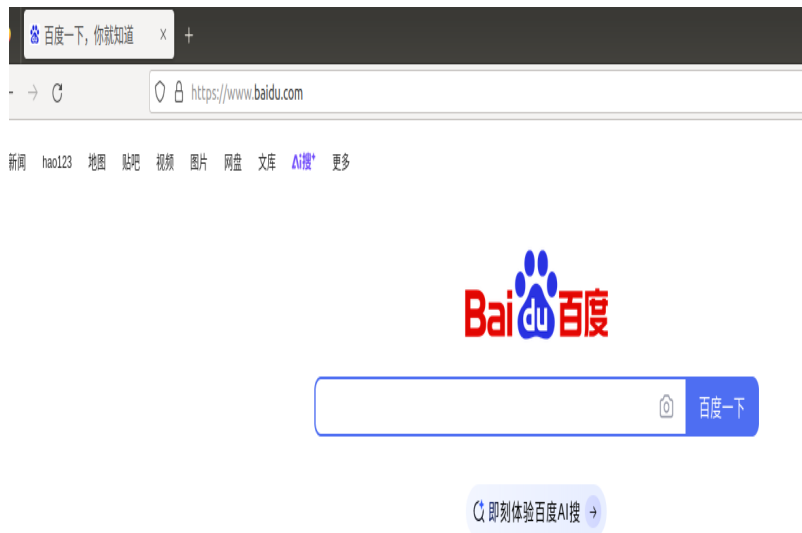 百度一下，你就知道
https://www.baidu.com
新闻 hao123 地图 贴吧 视频 图片 网盘 文库 Ai搜+ 更多
Bai du 百度
百度一下
即刻体验百度AI搜